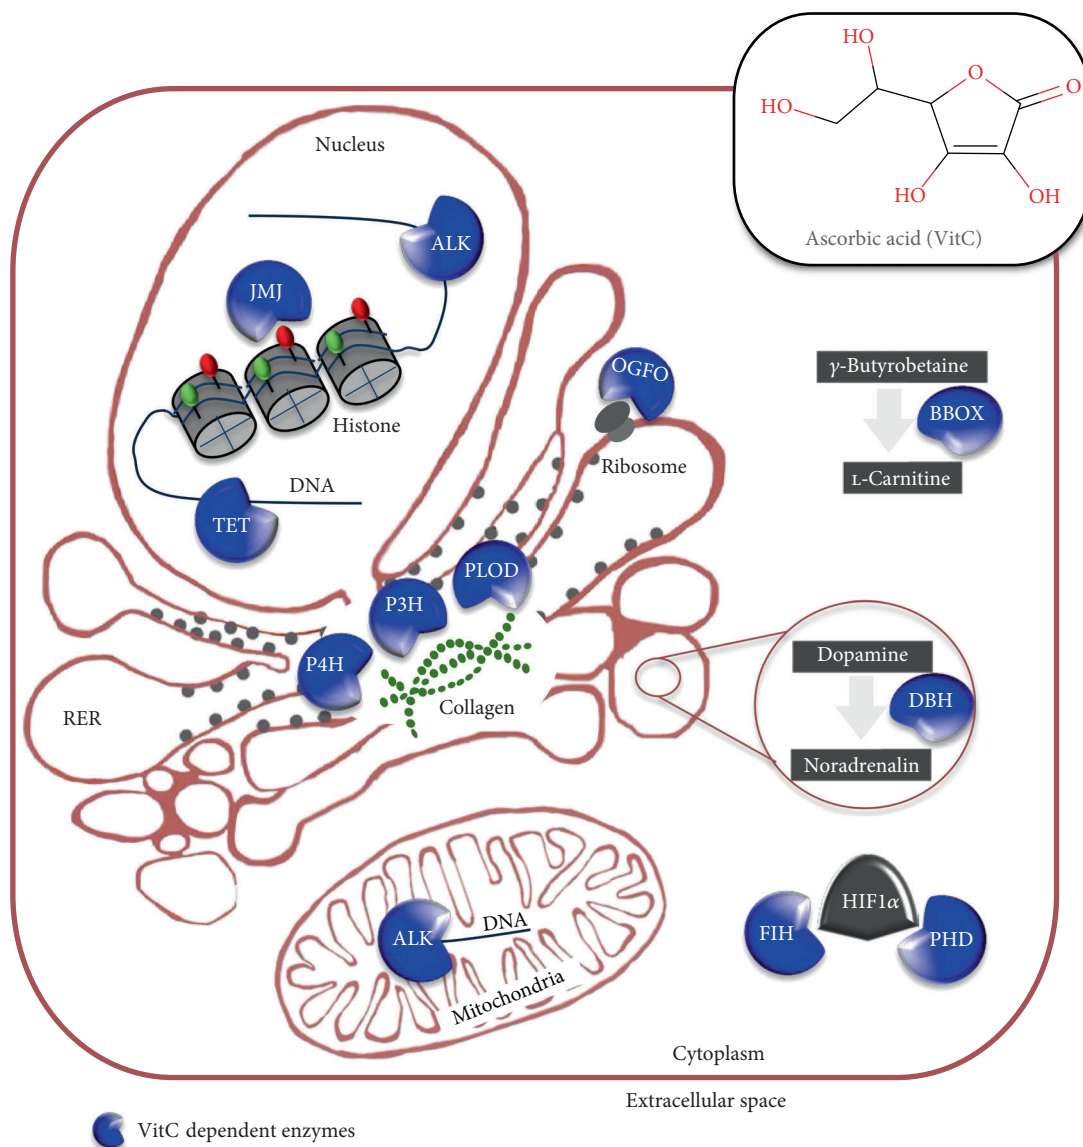 HO
O
O
HO
HO
OH
Ascorbic acid (VitC)
Nucleus
ALK
JMJ
Histone
DNA
TET
OGFO
Ribosome
γ-Butyrobetaine
BBOX
L-Carnitine
PLOD
P3H
P4H
Collagen
RER
Dopamine
DBH
Noradrenalin
HIF1α
FIH
PHD
ALK
DNA
Mitochondria
Cytoplasm
Extracellular space
VitC dependent enzymes